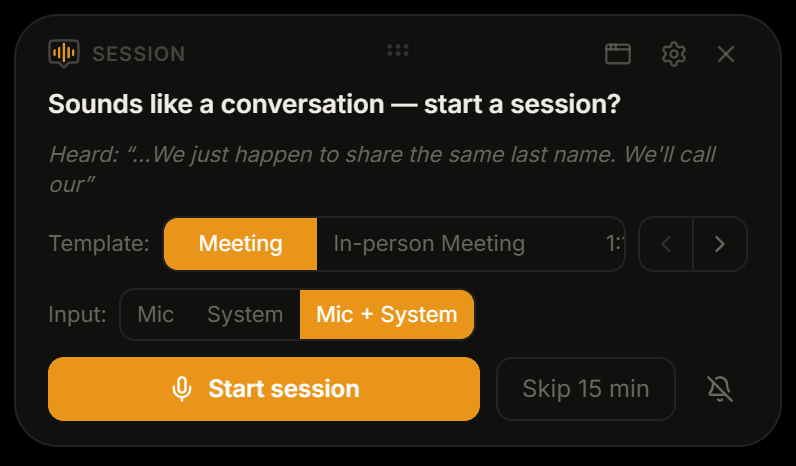 SESSION
Sounds like a conversation — start a session?
Heard: “…We just happen to share the same last name. We'll call
our”
Template: Meeting In-person Meeting
Input: Mic System Mic + System
Start session Skip 15 min